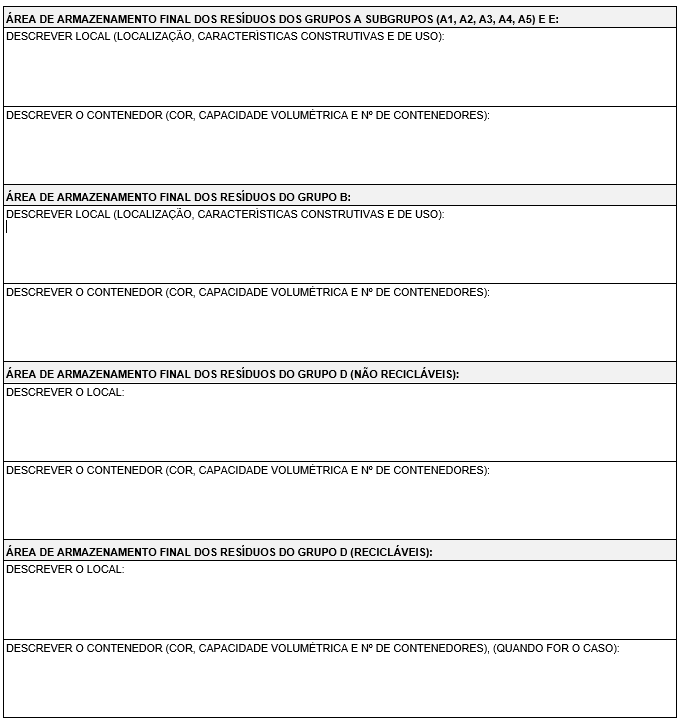 ÁREA DE ARMAZENAMENTO FINAL DOS RESÍDUOS DOS GRUPOS A SUBGRUPOS (A1, A2, A3, A4, A5) E E:
DESCREVER LOCAL (LOCALIZAÇÃO, CARACTERÍSTICAS CONSTRUTIVAS E DE USO):
DESCREVER O CONTENEDOR (COR, CAPACIDADE VOLUMÉTRICA E Nº DE CONTENEDORES):
ÁREA DE ARMAZENAMENTO FINAL DOS RESÍDUOS DO GRUPO B:
DESCREVER LOCAL (LOCALIZAÇÃO, CARACTERÍSTICAS CONSTRUTIVAS E DE USO):
DESCREVER O CONTENEDOR (COR, CAPACIDADE VOLUMÉTRICA E Nº DE CONTENEDORES):
ÁREA DE ARMAZENAMENTO FINAL DOS RESÍDUOS DO GRUPO D (NÃO RECICLÁVEIS):
DESCREVER O LOCAL:
DESCREVER O CONTENEDOR (COR, CAPACIDADE VOLUMÉTRICA E Nº DE CONTENEDORES):
ÁREA DE ARMAZENAMENTO FINAL DOS RESÍDUOS DO GRUPO D (RECICLÁVEIS):
DESCREVER O LOCAL:
DESCREVER O CONTENEDOR (COR, CAPACIDADE VOLUMÉTRICA E Nº DE CONTENEDORES), (QUANDO FOR O CASO):